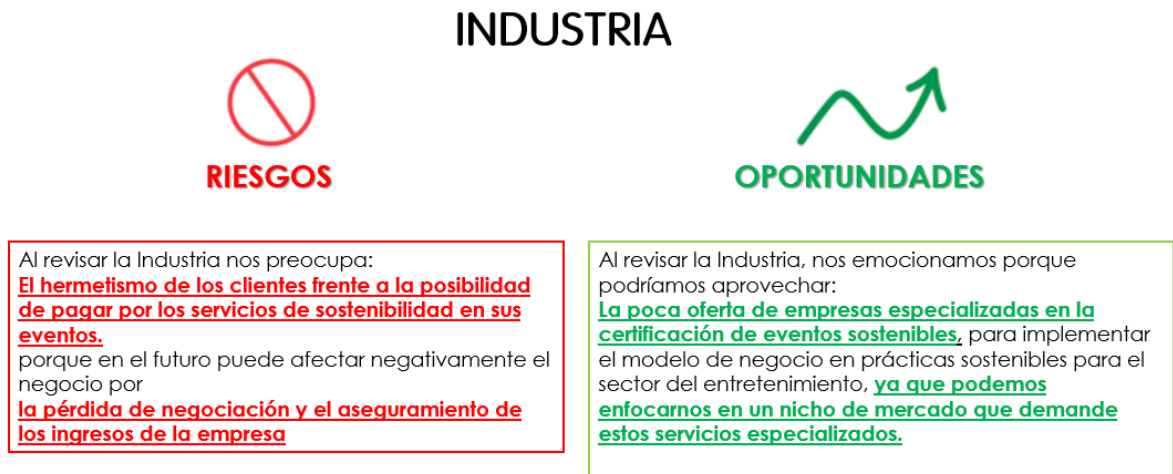 INDUSTRIA
RIESGOS
Al revisar la Industria nos preocupa:
El hermetismo de los clientes frente a la posibilidad
de pagar por los servicios de sostenibilidad en sus
eventos.
porque en el futuro puede afectar negativamente el
negocio por
la pérdida de negociación y el aseguramiento de
los ingresos de la empresa
OPORTUNIDADES
Al revisar la Industria, nos emocionamos porque
podríamos aprovechar:
La poca oferta de empresas especializadas en la
certificación de eventos sostenibles, para implementar
el modelo de negocio en prácticas sostenibles para el
sector del entretenimiento, ya que podemos
enfocarnos en un nicho de mercado que demande
estos servicios especializados.